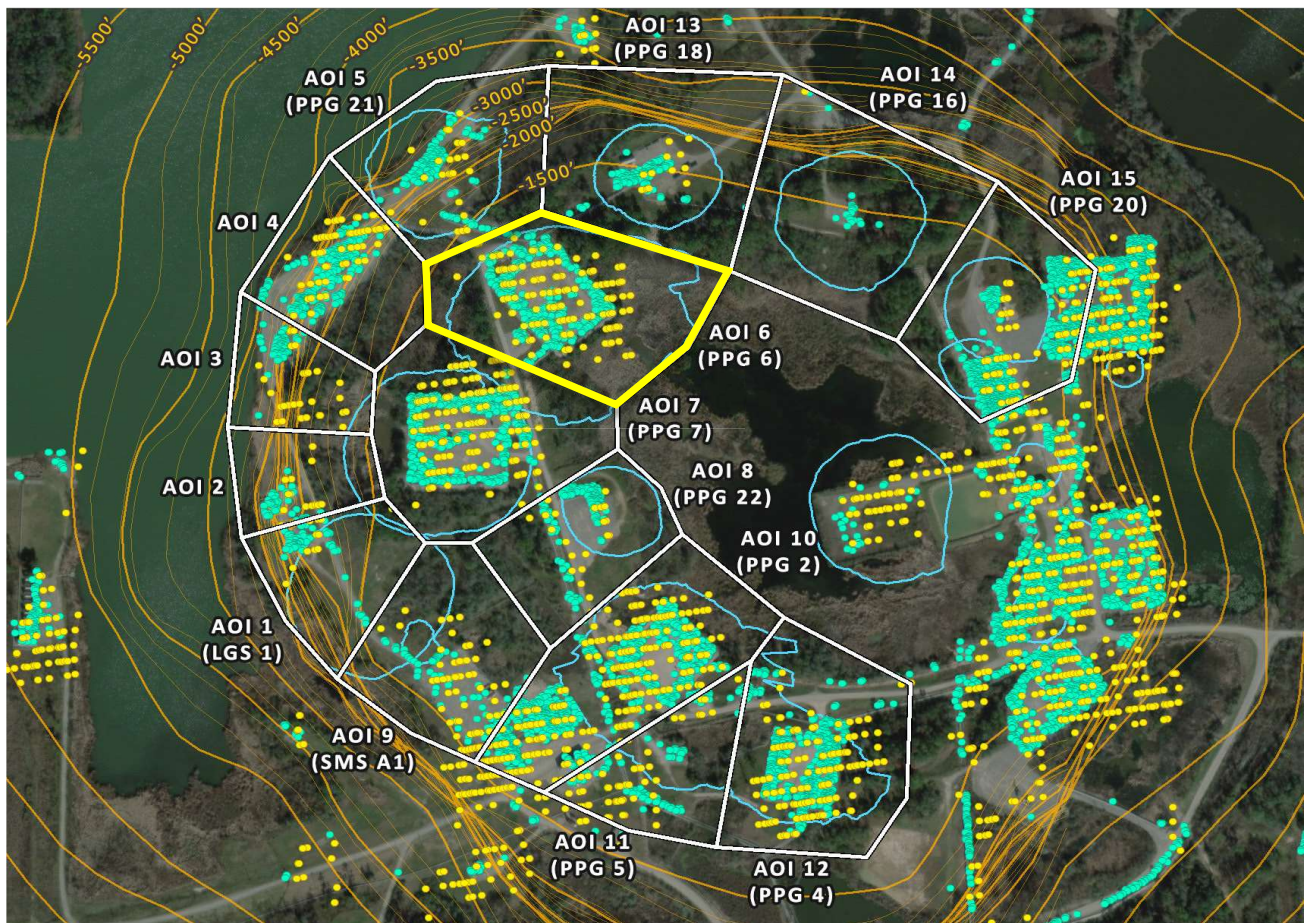 -5500'
-5000'
-4500'
-4000'
-3500'
-3000'
-2500'
-2000'
-1500'
AOI 13
(PPG 18)
AOI 14
(PPG 16)
AOI 5
(PPG 21)
AOI 15
(PPG 20)
AOI 4
AOI 3
AOI 6
(PPG 6)
AOI 7
(PPG 7)
AOI 2
AOI 8
(PPG 22)
AOI 10
(PPG 2)
AOI 1
(LGS 1)
AOI 9
(SMS A1)
AOI 11
(PPG 5)
AOI 12
(PPG 4)